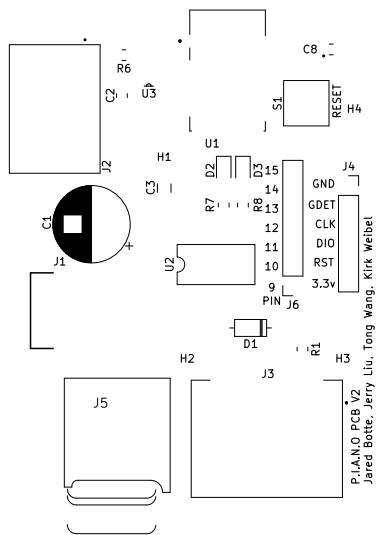 C8
R6
C2
U3
S1
RESET
H4
U1
H1
J2
D2
D3
15
J4
C3
14
GND
R7
R8
13
GDET
C1
12
CLK
11
DIO
J1
U2
10
RST
9
3.3v
PIN
J6
D1
R1
H2
H3
J3
J5
P.I.A.N.O PCB V2
Jared Botte, Jerry Liu, Tong Wang, Kirk Weibel
+